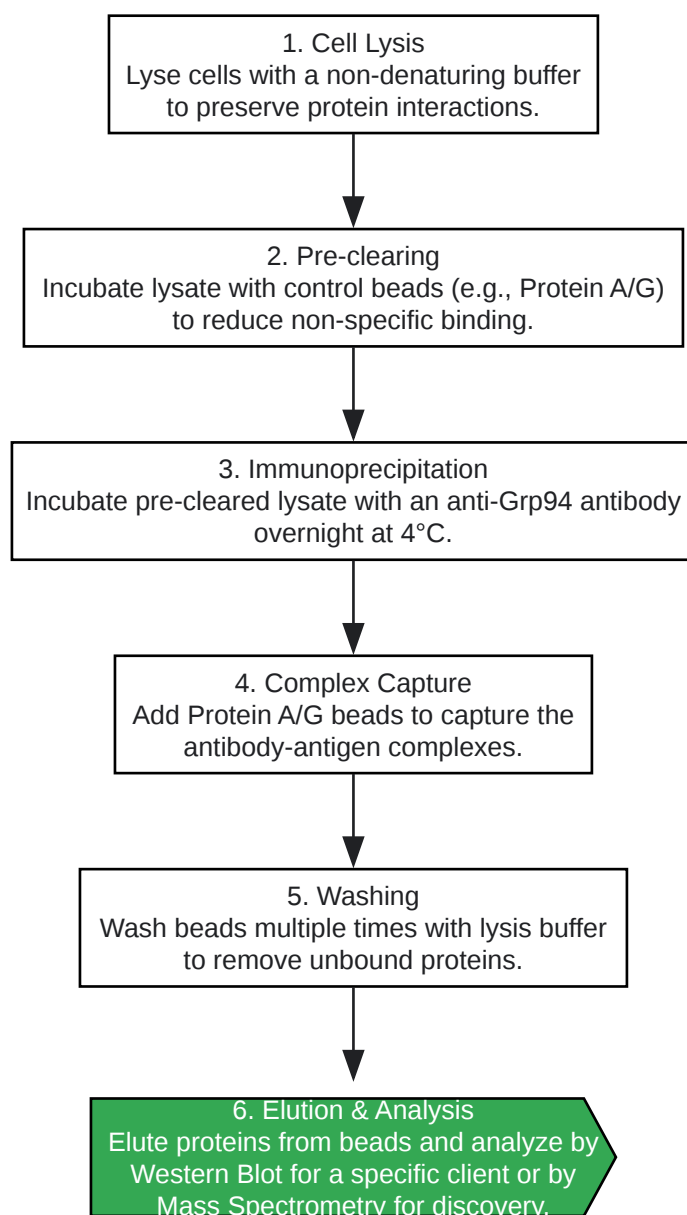 1. Cell Lysis
Lyse cells with a non-denaturing buffer
to preserve protein interactions.
2. Pre-clearing
Incubate lysate with control beads (e.g., Protein A/G)
to reduce non-specific binding.
3. Immunoprecipitation
Incubate pre-cleared lysate with an anti-Grp94 antibody
overnight at 4°C.
4. Complex Capture
Add Protein A/G beads to capture the
antibody-antigen complexes.
5. Washing
Wash beads multiple times with lysis buffer
to remove unbound proteins.
6. Elution & Analysis
Elute proteins from beads and analyze by
Western Blot for a specific client or by
Mass Spectrometry for discovery.